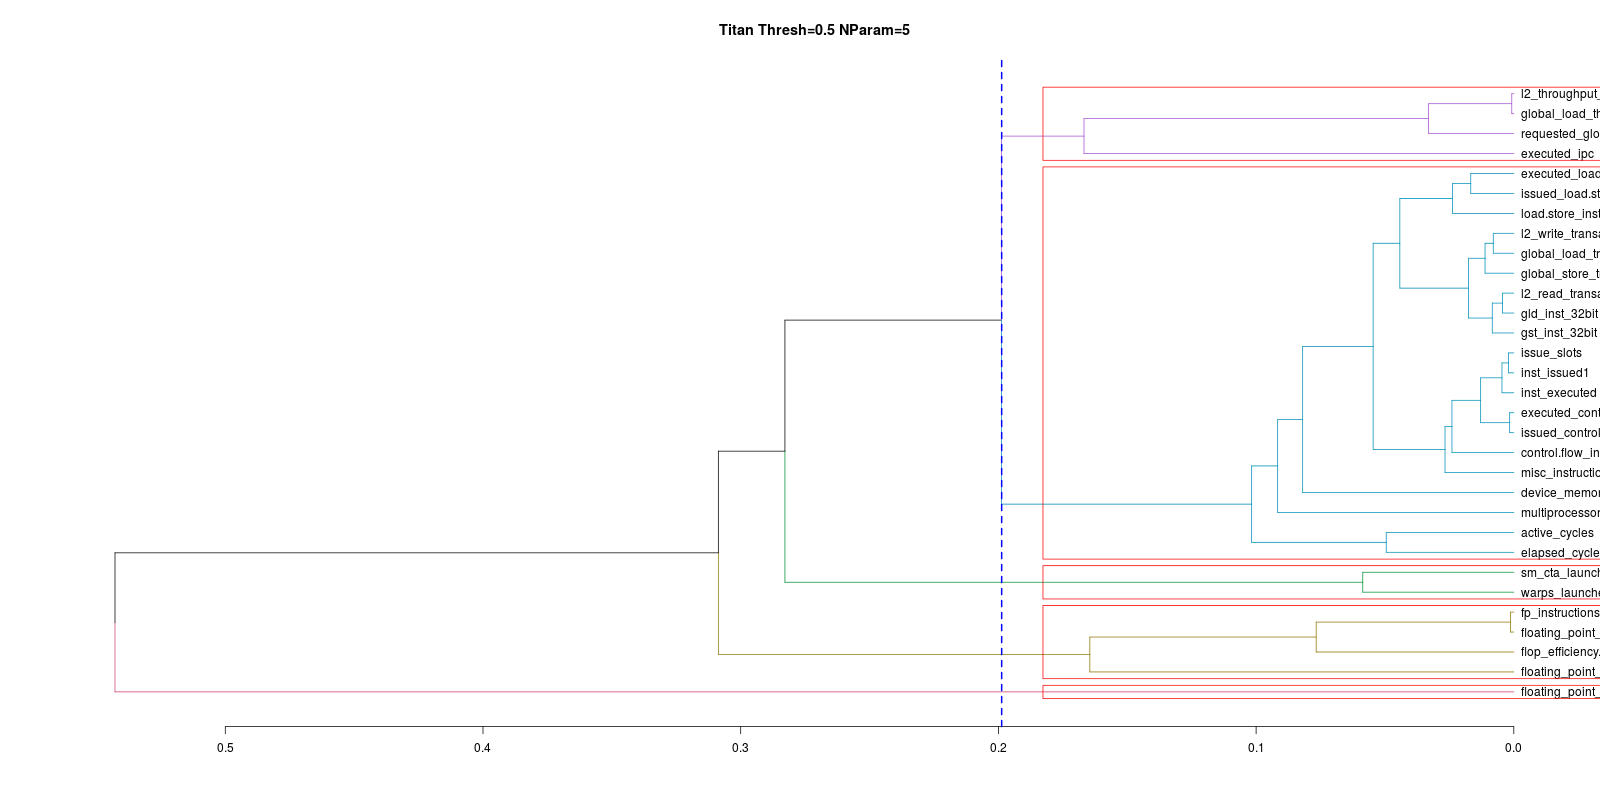 Titan Thresh=0.5 NParam=5
l2_throughput_
global_load_th
requested_glo
executed_ipc
executed_load
issued_load.st
load.store_inst
l2_write_transa
global_load_tr
global_store_t
l2_read_transa
gld_inst_32bit
gst_inst_32bit
issue_slots
inst_issued1
inst_executed
executed_cont
issued_control
control.flow_in
misc_instructio
device_memor
multiprocessor
active_cycles
elapsed_cycle
sm_cta_launch
warps_launche
fp_instructions
floating_point_
flop_efficiency.
floating_point_
floating_point_
0.5 0.4 0.3 0.2 0.1 0.0